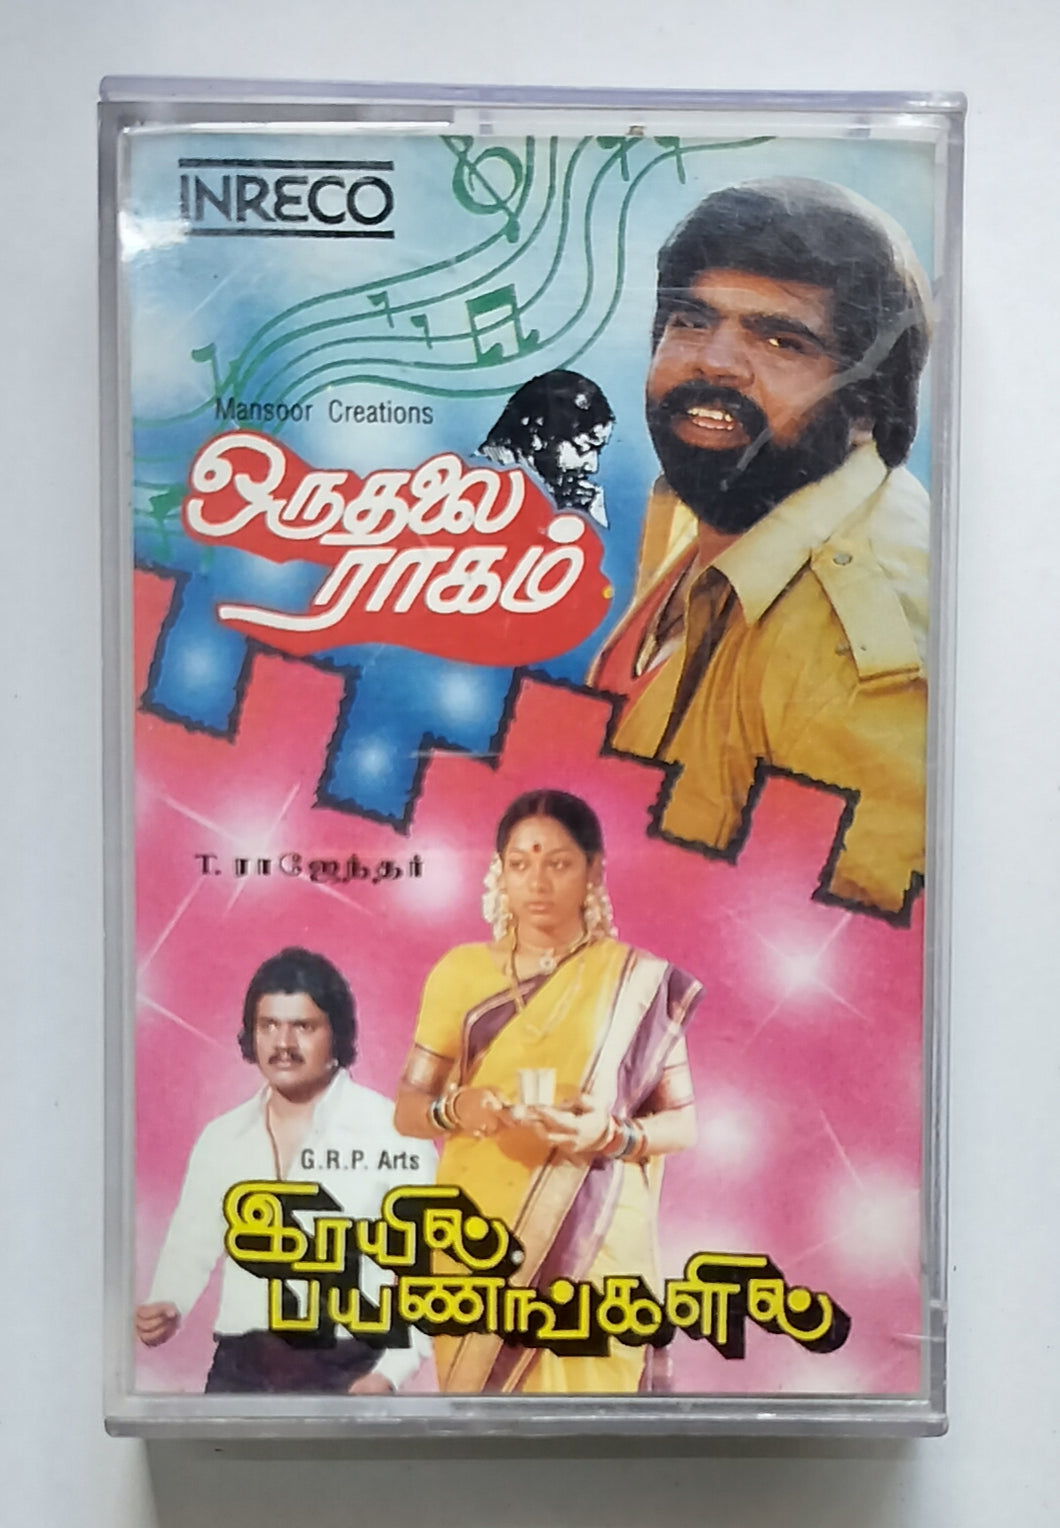 INRECO
Mansoor Creations
ஒருதலை
ராகம்
T. ராஜேந்தர்
G.R.P. Arts
இரயில்
பயணங்களில்